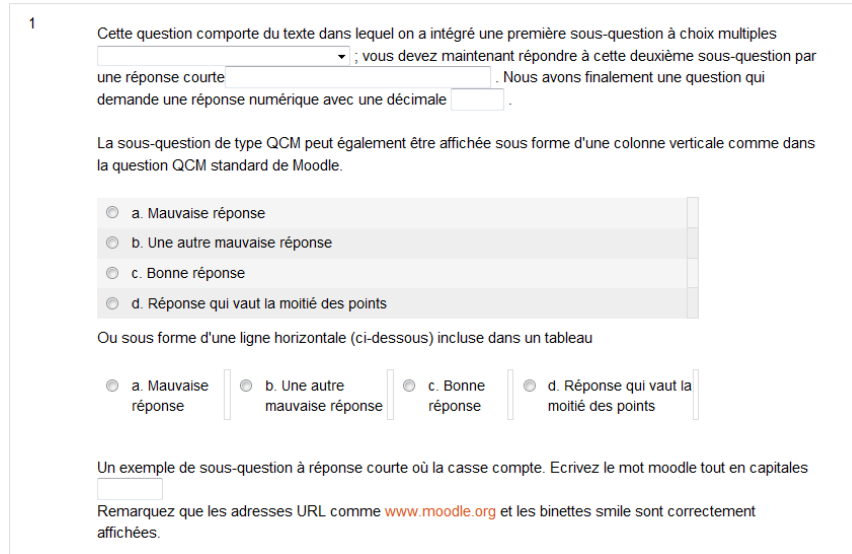 1
Cette question comporte du texte dans lequel on a intégré une première sous-question à choix multiples
; vous devez maintenant répondre à cette deuxième sous-question par
une réponse courte . Nous avons finalement une question qui
demande une réponse numérique avec une décimale .
La sous-question de type QCM peut également être affichée sous forme d'une colonne verticale comme dans
la question QCM standard de Moodle.
a. Mauvaise réponse
b. Une autre mauvaise réponse
c. Bonne réponse
d. Réponse qui vaut la moitié des points
Ou sous forme d'une ligne horizontale (ci-dessous) incluse dans un tableau
a. Mauvaise
réponse
b. Une autre
mauvaise réponse
c. Bonne
réponse
d. Réponse qui vaut la
moitié des points
Un exemple de sous-question à réponse courte où la casse compte. Ecrivez le mot moodle tout en capitales
Remarquez que les adresses URL comme www.moodle.org et les binettes smile sont correctement
affichées.